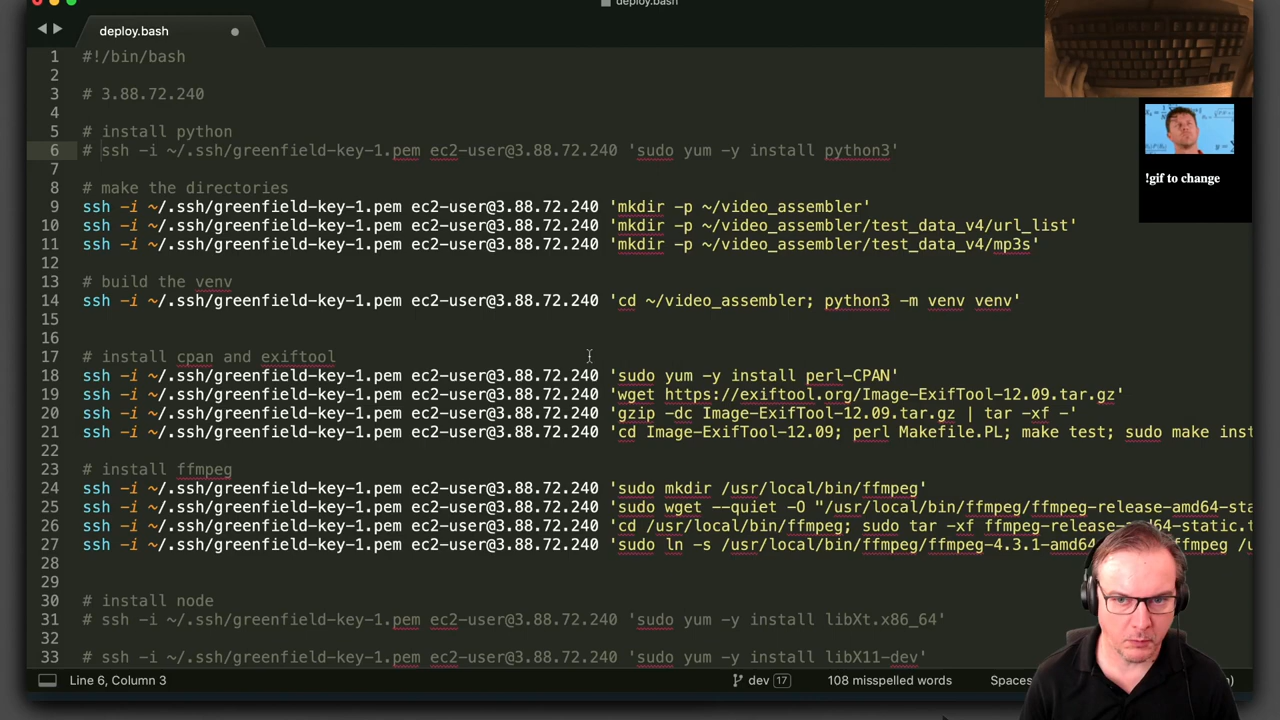 deploy.bash
deploy.bash
1 #!/bin/bash
2
3 # 3.88.72.240
4
5 # install python
6 # ssh -i ~/.ssh/greenfield-key-1.pem ec2-user@3.88.72.240 'sudo yum -y install python3'
7
8 # make the directories
9 ssh -i ~/.ssh/greenfield-key-1.pem ec2-user@3.88.72.240 'mkdir -p ~/video_assembler'
10 ssh -i ~/.ssh/greenfield-key-1.pem ec2-user@3.88.72.240 'mkdir -p ~/video_assembler/test_data_v4/url_list'
11 ssh -i ~/.ssh/greenfield-key-1.pem ec2-user@3.88.72.240 'mkdir -p ~/video_assembler/test_data_v4/mp3s'
12
13 # build the venv
14 ssh -i ~/.ssh/greenfield-key-1.pem ec2-user@3.88.72.240 'cd ~/video_assembler; python3 -m venv venv'
15
16
17 # install cpan and exiftool
18 ssh -i ~/.ssh/greenfield-key-1.pem ec2-user@3.88.72.240 'sudo yum -y install perl-CPAN'
19 ssh -i ~/.ssh/greenfield-key-1.pem ec2-user@3.88.72.240 'wget https://exiftool.org/Image-ExifTool-12.09.tar.gz'
20 ssh -i ~/.ssh/greenfield-key-1.pem ec2-user@3.88.72.240 'gzip -dc Image-ExifTool-12.09.tar.gz | tar -xf -'
21 ssh -i ~/.ssh/greenfield-key-1.pem ec2-user@3.88.72.240 'cd Image-ExifTool-12.09; perl Makefile.PL; make test; sudo make inst
22
23 # install ffmpeg
24 ssh -i ~/.ssh/greenfield-key-1.pem ec2-user@3.88.72.240 'sudo mkdir /usr/local/bin/ffmpeg'
25 ssh -i ~/.ssh/greenfield-key-1.pem ec2-user@3.88.72.240 'sudo wget --quiet -O "/usr/local/bin/ffmpeg/ffmpeg-release-amd64-sta
26 ssh -i ~/.ssh/greenfield-key-1.pem ec2-user@3.88.72.240 'cd /usr/local/bin/ffmpeg; sudo tar -xf ffmpeg-release-amd64-static.t
27 ssh -i ~/.ssh/greenfield-key-1.pem ec2-user@3.88.72.240 'sudo ln -s /usr/local/bin/ffmpeg/ffmpeg-4.3.1-amd64 ffmpeg /u
28
29
30 # install node
31 # ssh -i ~/.ssh/greenfield-key-1.pem ec2-user@3.88.72.240 'sudo yum -y install libXt.x86_64'
32
33 # ssh -i ~/.ssh/greenfield-key-1.pem ec2-user@3.88.72.240 'sudo yum -y install libX11-dev'
!gif to change
Line 6, Column 3 dev 17 108 misspelled words Spaces